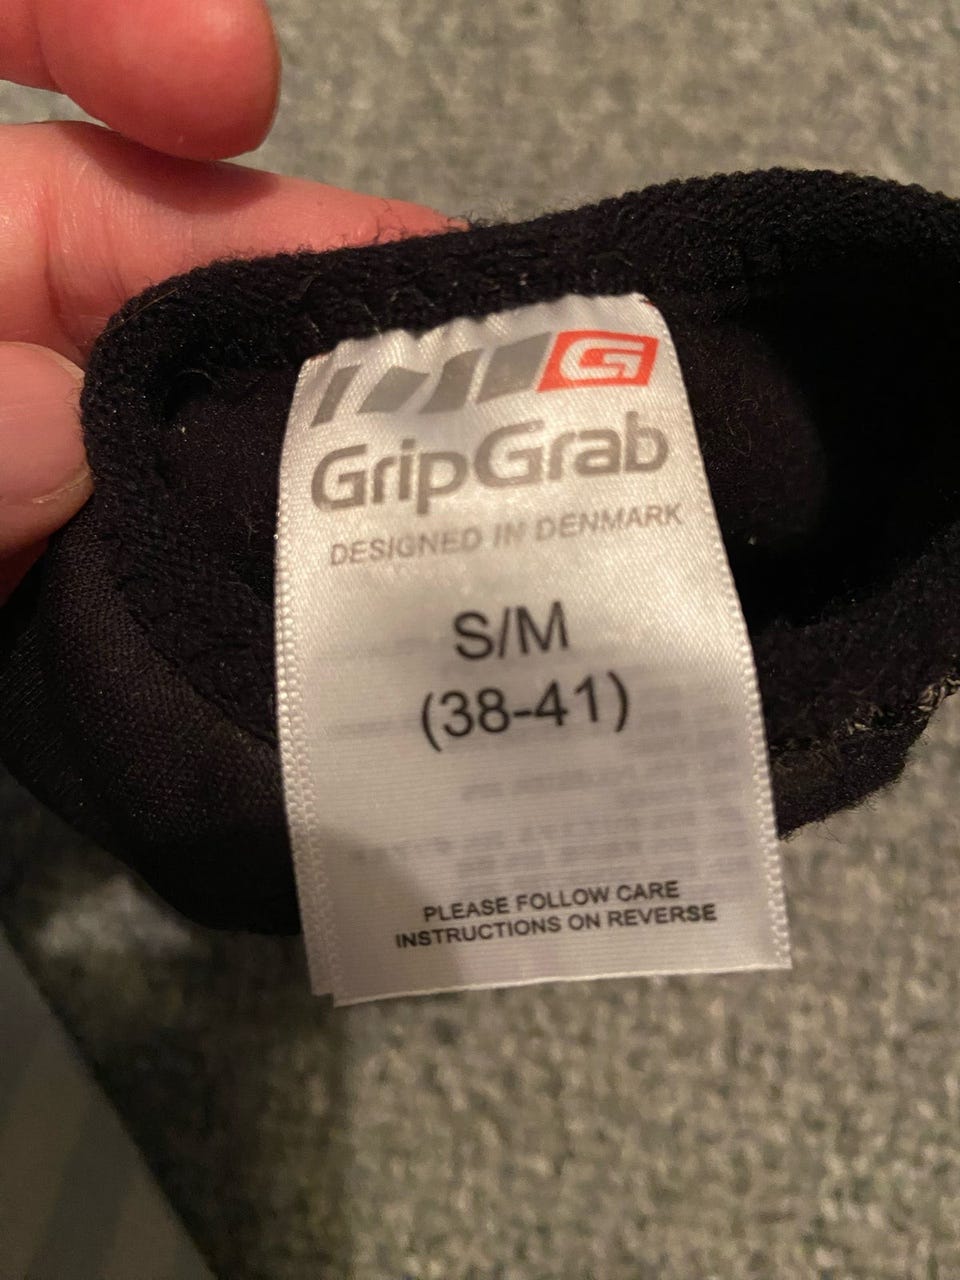 G
GripGrab
DESIGNED IN DENMARK
S/M
(38-41)
PLEASE FOLLOW CARE
INSTRUCTIONS ON REVERSE